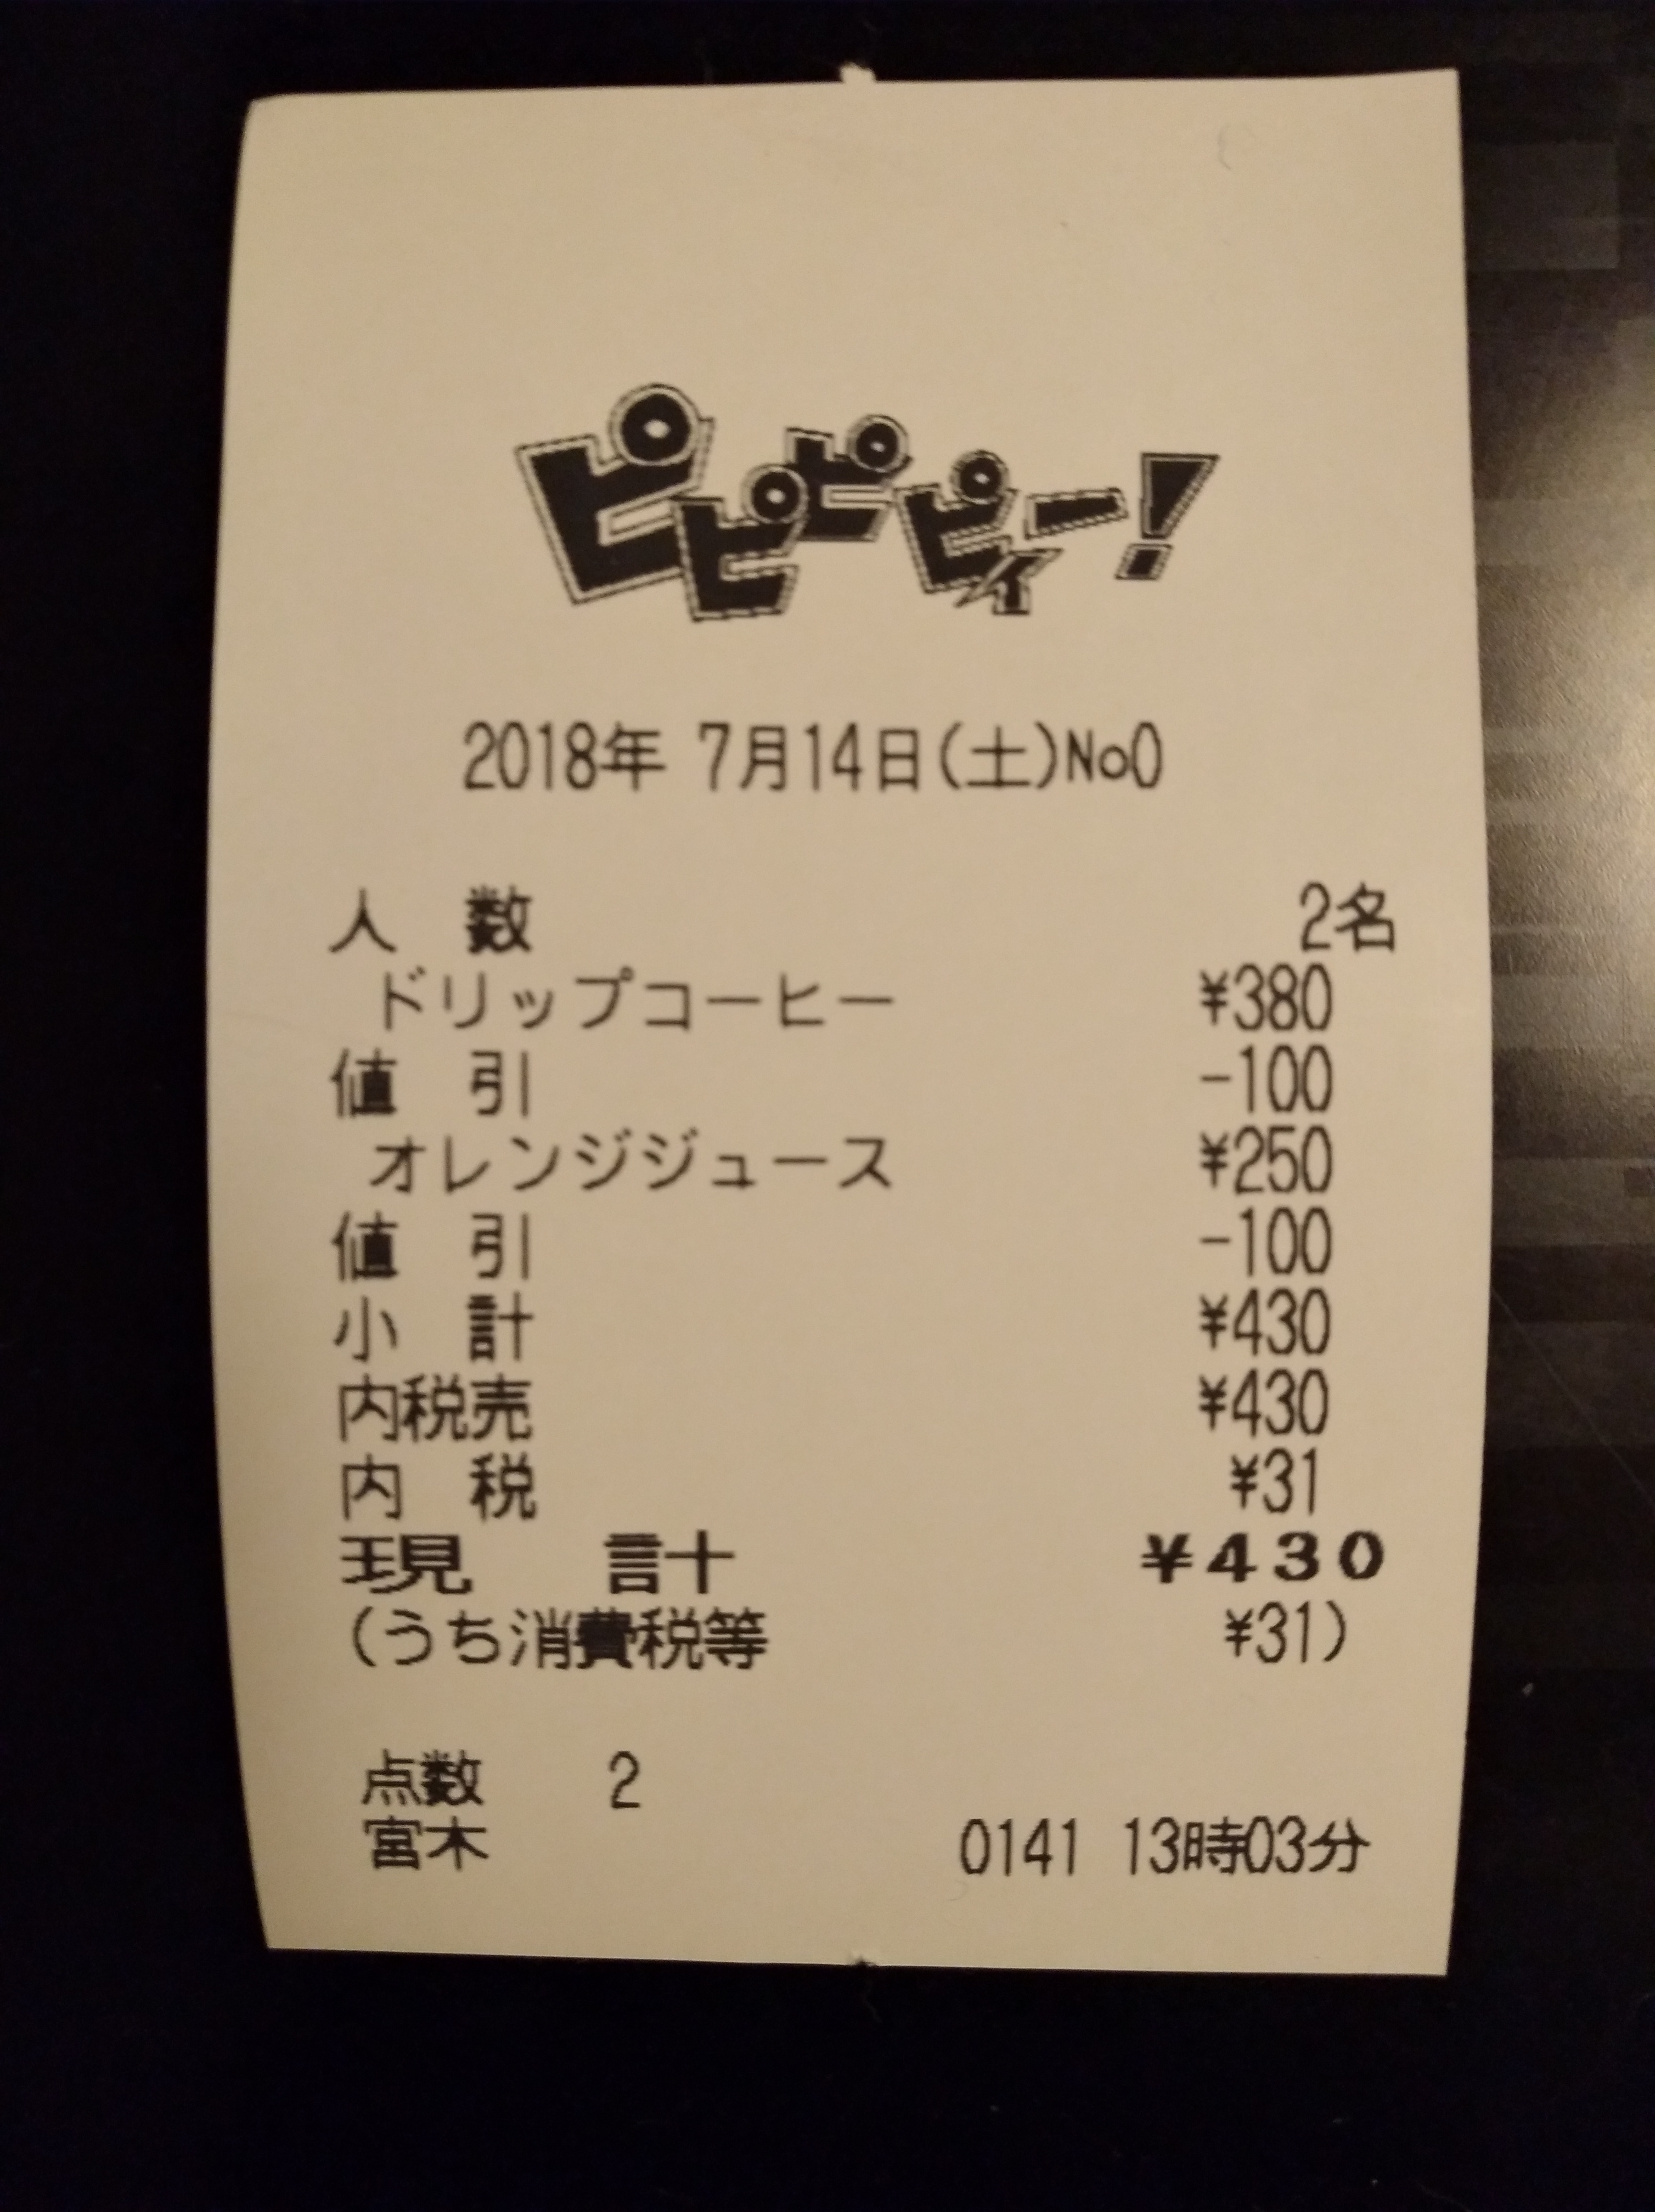 ピピピピィー!
2018年 7月14日(土)No0
人 数 2名
ドリップコーヒー ¥380
値 引 -100
オレンジジュース ¥250
値 引 -100
小 計 ¥430
内税売 ¥430
内 税 ¥31
現 計 ¥430
(うち消費税等 ¥31)
点数 2
宮木 0141 13時03分